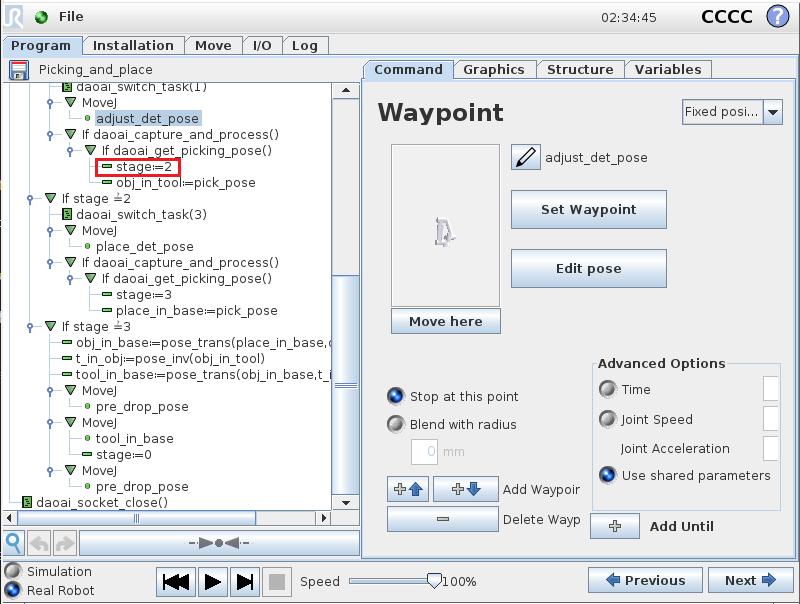 File
02:34:45
CCCC
?
Program
Installation
Move
I/O
Log
Picking_and_place
daoai_switch_task(1)
MoveJ
adjust_det_pose
If daoai_capture_and_process()
If daoai_get_picking_pose()
stage:=2
obj_in_tool:=pick_pose
If stage ≟2
daoai_switch_task(3)
MoveJ
place_det_pose
If daoai_capture_and_process()
If daoai_get_picking_pose()
stage:=3
place_in_base:=pick_pose
If stage ≟3
obj_in_base:=pose_trans(place_in_base,
t_in_obj:=pose_inv(obj_in_tool)
tool_in_base:=pose_trans(obj_in_base,t_i
MoveJ
pre_drop_pose
MoveJ
tool_in_base
stage:=0
MoveJ
pre_drop_pose
daoai_socket_close()
Command
Graphics
Structure
Variables
Waypoint
Fixed posi...
adjust_det_pose
Set Waypoint
Edit pose
Move here
Stop at this point
Blend with radius
0 mm
Add Waypoir
Delete Wayp
Advanced Options
Time
Joint Speed
Joint Acceleration
Use shared parameters
Add Until
Simulation
Real Robot
Speed
100%
Previous
Next